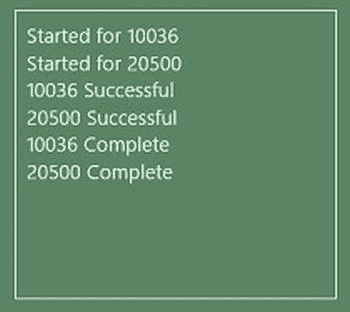 Started for 10036
Started for 20500
10036 Successful
20500 Successful
10036 Complete
20500 Complete